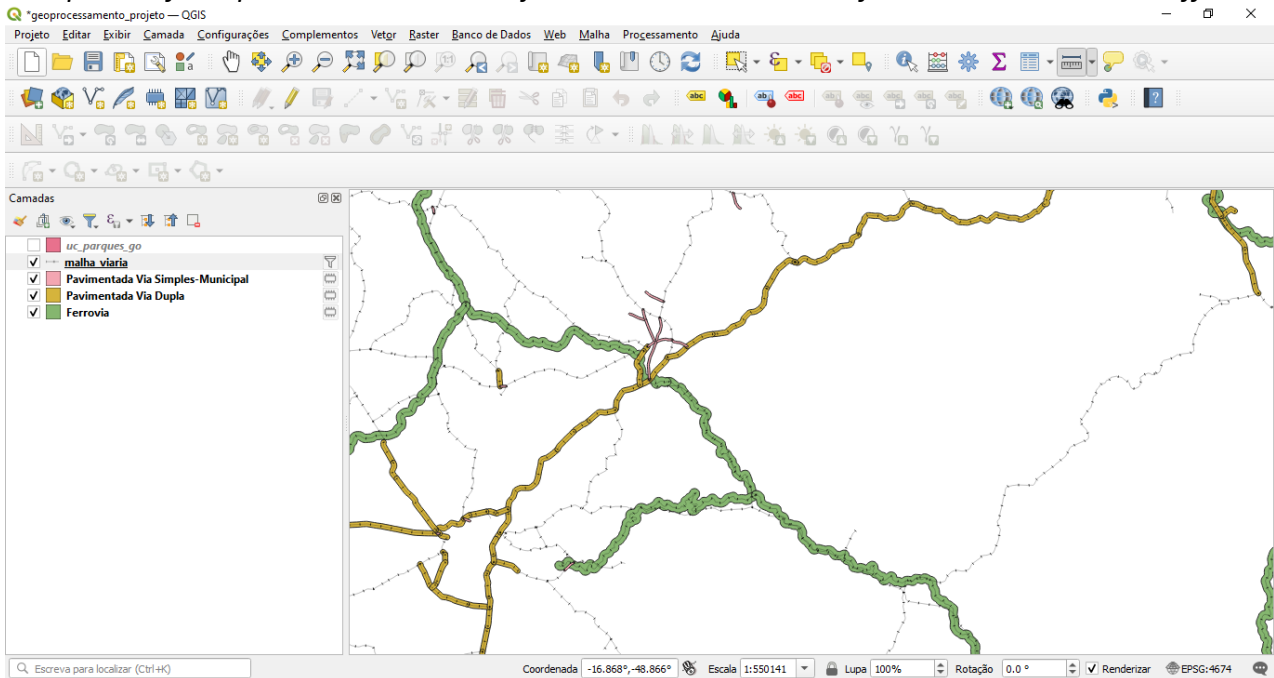 *geoprocessamento_projeto — QGIS
Projeto Editar Exibir Camada Configurações Complementos Vetor Raster Banco de Dados Web Malha Processamento Ajuda
Camadas
uc_parques_go
malha_viaria
Pavimentada Via Simples-Municipal
Pavimentada Via Dupla
Ferrovia
Escreva para localizar (Ctrl+K) Coordenada -16.868°,-48.866° Escala 1:550141 Lupa 100% Rotação 0.0 ° Renderizar EPSG:4674